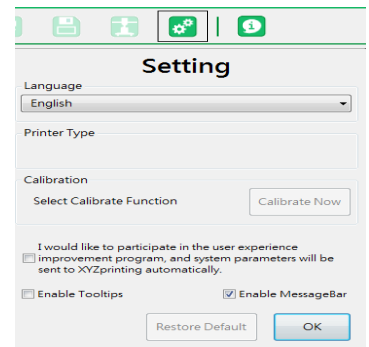 Setting
Language
English
Printer Type
Calibration
Select Calibrate Function
Calibrate Now
I would like to participate in the user experience
improvement program, and system parameters will be
sent to XYZprinting automatically.
Enable Tooltips
Enable MessageBar
Restore Default
OK